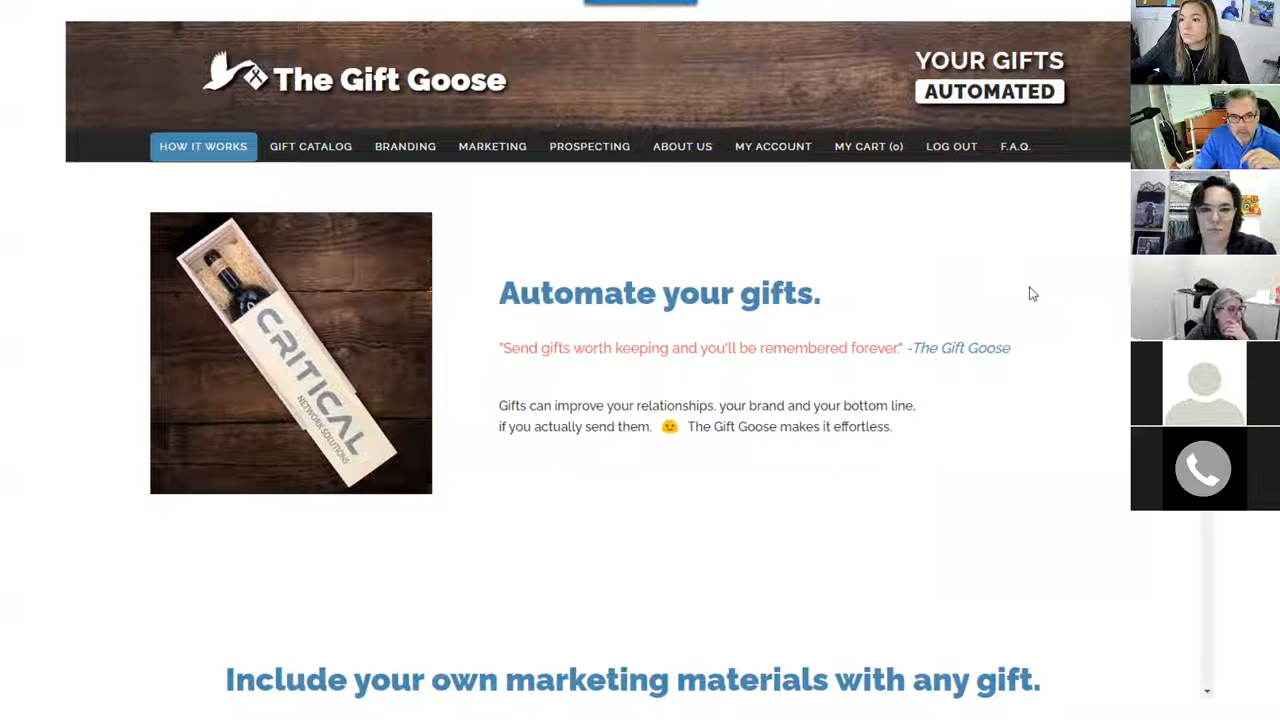 The Gift Goose
YOUR GIFTS
AUTOMATED
HOW IT WORKS GIFT CATALOG BRANDING MARKETING PROSPECTING ABOUT US MY ACCOUNT MY CART (0) LOG OUT F.A.Q.
CRITICAL
NETWORK SOLUTIONS
Automate your gifts.
"Send gifts worth keeping and you'll be remembered forever." -The Gift Goose
Gifts can improve your relationships, your brand and your bottom line,
if you actually send them. 🙂 The Gift Goose makes it effortless.
Include your own marketing materials with any gift.